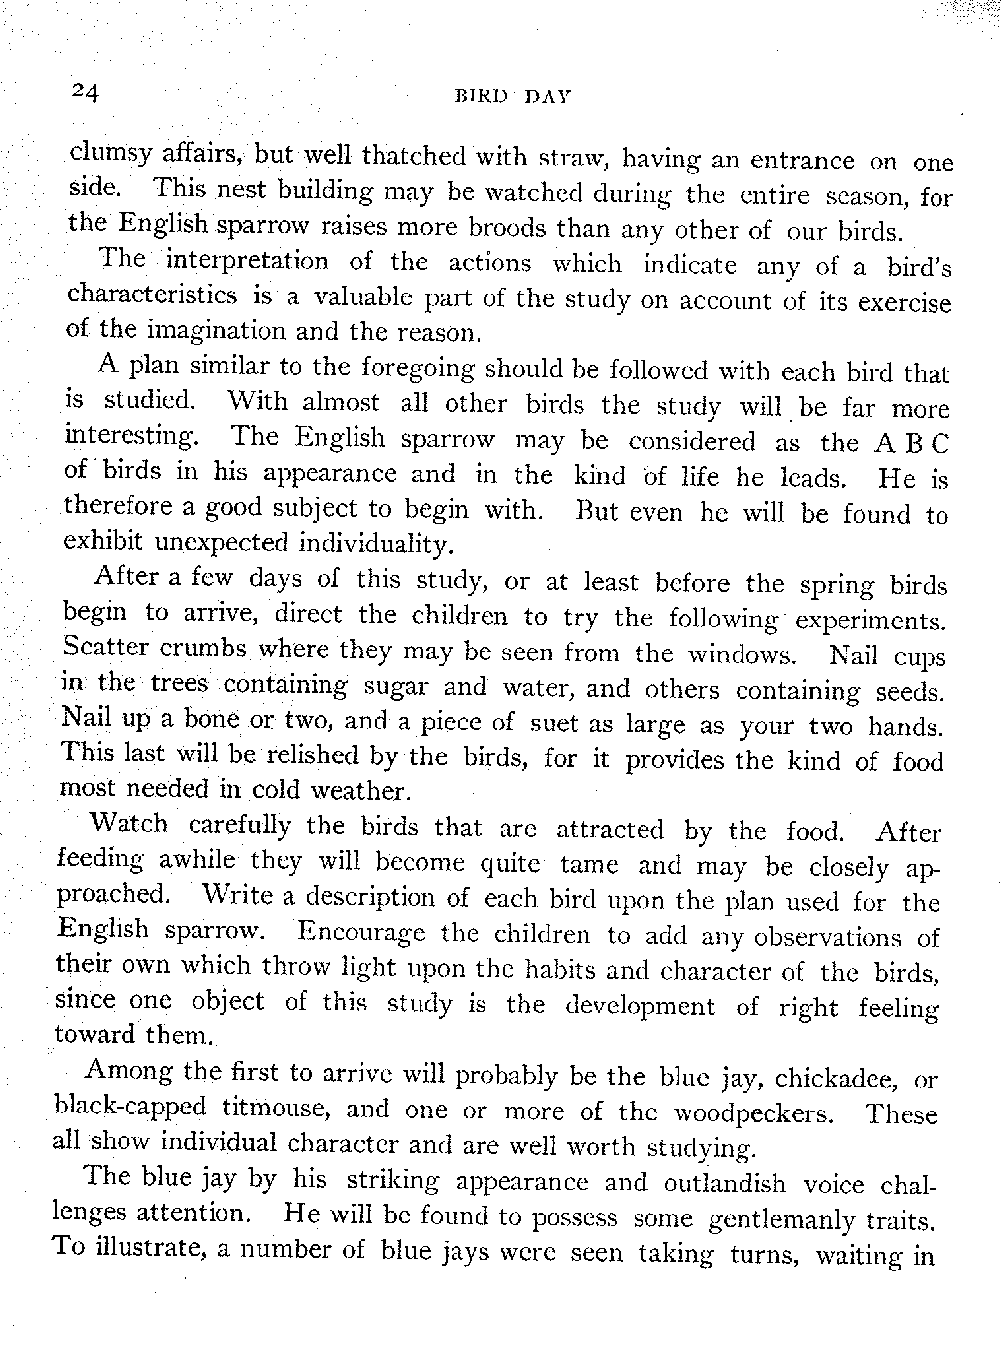 24 BIRD DAY
clumsy affairs, but well thatched with straw, having an entrance on one
side. This nest building may be watched during the entire season, for
the English sparrow raises more broods than any other of our birds.
The interpretation of the actions which indicate any of a bird's
characteristics is a valuable part of the study on account of its exercise
of the imagination and the reason.
A plan similar to the foregoing should be followed with each bird that
is studied. With almost all other birds the study will be far more
interesting. The English sparrow may be considered as the A B C
of birds in his appearance and in the kind of life he leads. He is
therefore a good subject to begin with. But even he will be found to
exhibit unexpected individuality.
After a few days of this study, or at least before the spring birds
begin to arrive, direct the children to try the following experiments.
Scatter crumbs where they may be seen from the windows. Nail cups
in the trees containing sugar and water, and others containing seeds.
Nail up a bone or two, and a piece of suet as large as your two hands.
This last will be relished by the birds, for it provides the kind of food
most needed in cold weather.
Watch carefully the birds that are attracted by the food. After
feeding awhile they will become quite tame and may be closely ap-
proached. Write a description of each bird upon the plan used for the
English sparrow. Encourage the children to add any observations of
their own which throw light upon the habits and character of the birds,
since one object of this study is the development of right feeling
toward them.
Among the first to arrive will probably be the blue jay, chickadee, or
black-capped titmouse, and one or more of the woodpeckers. These
all show individual character and are well worth studying.
The blue jay by his striking appearance and outlandish voice chal-
lenges attention. He will be found to possess some gentlemanly traits.
To illustrate, a number of blue jays were seen taking turns, waiting in